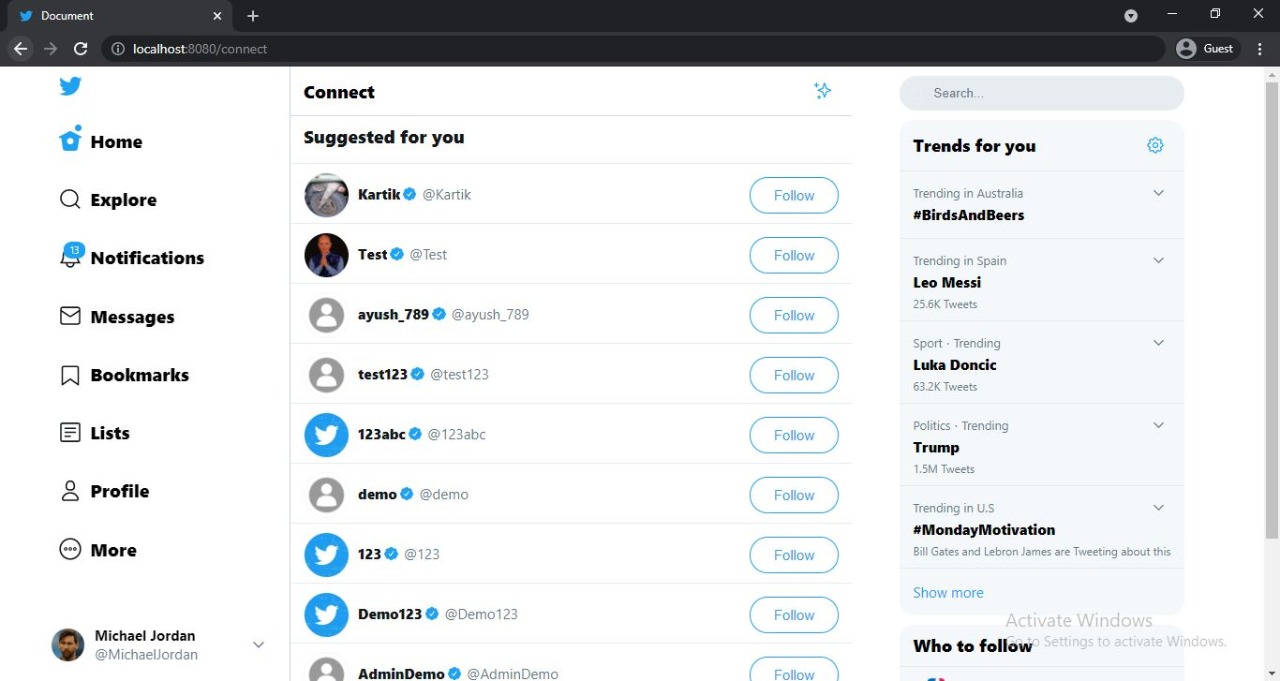 Document
localhost:8080/connect
Guest
Home
Explore
13
Notifications
Messages
Bookmarks
Lists
Profile
More
Michael Jordan
@MichaelJordan
Connect
Suggested for you
Kartik @Kartik Follow
Test @Test Follow
ayush_789 @ayush_789 Follow
test123 @test123 Follow
123abc @123abc Follow
demo @demo Follow
123 @123 Follow
Demo123 @Demo123 Follow
AdminDemo @AdminDemo Follow
Search...
Trends for you
Trending in Australia
#BirdsAndBeers
Trending in Spain
Leo Messi
25.6K Tweets
Sport · Trending
Luka Doncic
63.2K Tweets
Politics · Trending
Trump
1.5M Tweets
Trending in U.S
#MondayMotivation
Bill Gates and Lebron James are Tweeting about this
Show more
Activate Windows
Go to Settings to activate Windows.
Who to follow